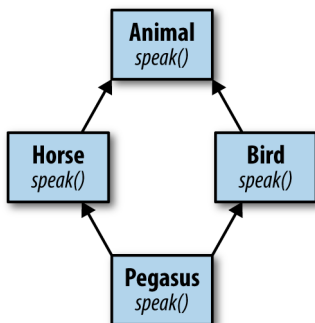 Animal
speak()
Horse
speak()
Bird
speak()
Pegasus
speak()